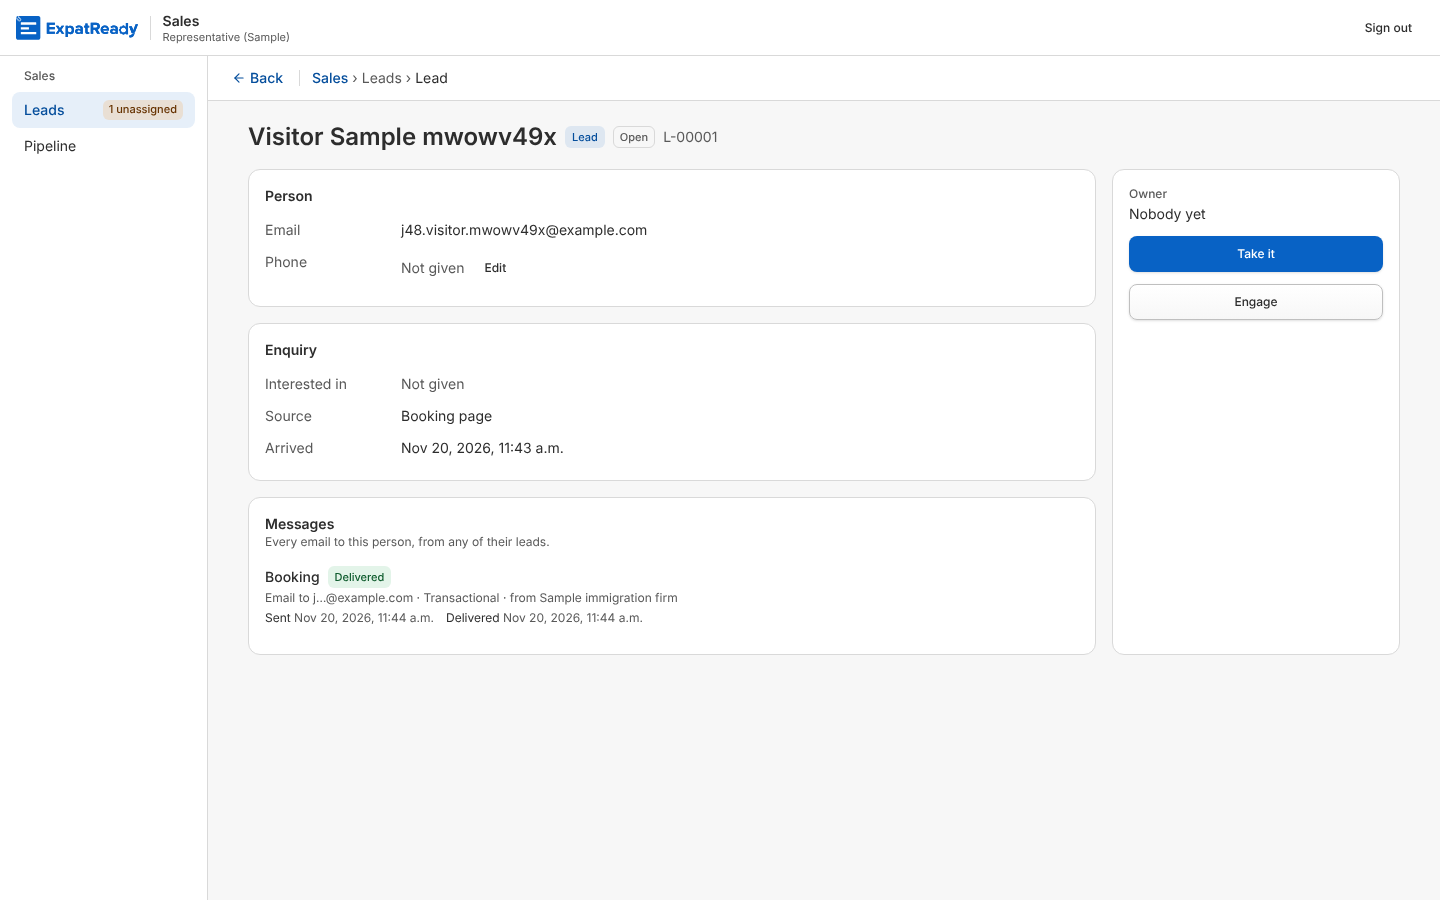 ExpatReady
Sales
Representative (Sample)
Sign out
Sales
Leads
1 unassigned
Pipeline
← Back
Sales › Leads › Lead
Visitor Sample mwowv49x Lead Open L-00001
Person
Email j48.visitor.mwowv49x@example.com
Phone Not given Edit
Enquiry
Interested in Not given
Source Booking page
Arrived Nov 20, 2026, 11:43 a.m.
Messages
Every email to this person, from any of their leads.
Booking Delivered
Email to j...@example.com · Transactional · from Sample immigration firm
Sent Nov 20, 2026, 11:44 a.m. Delivered Nov 20, 2026, 11:44 a.m.
Owner
Nobody yet
Take it
Engage